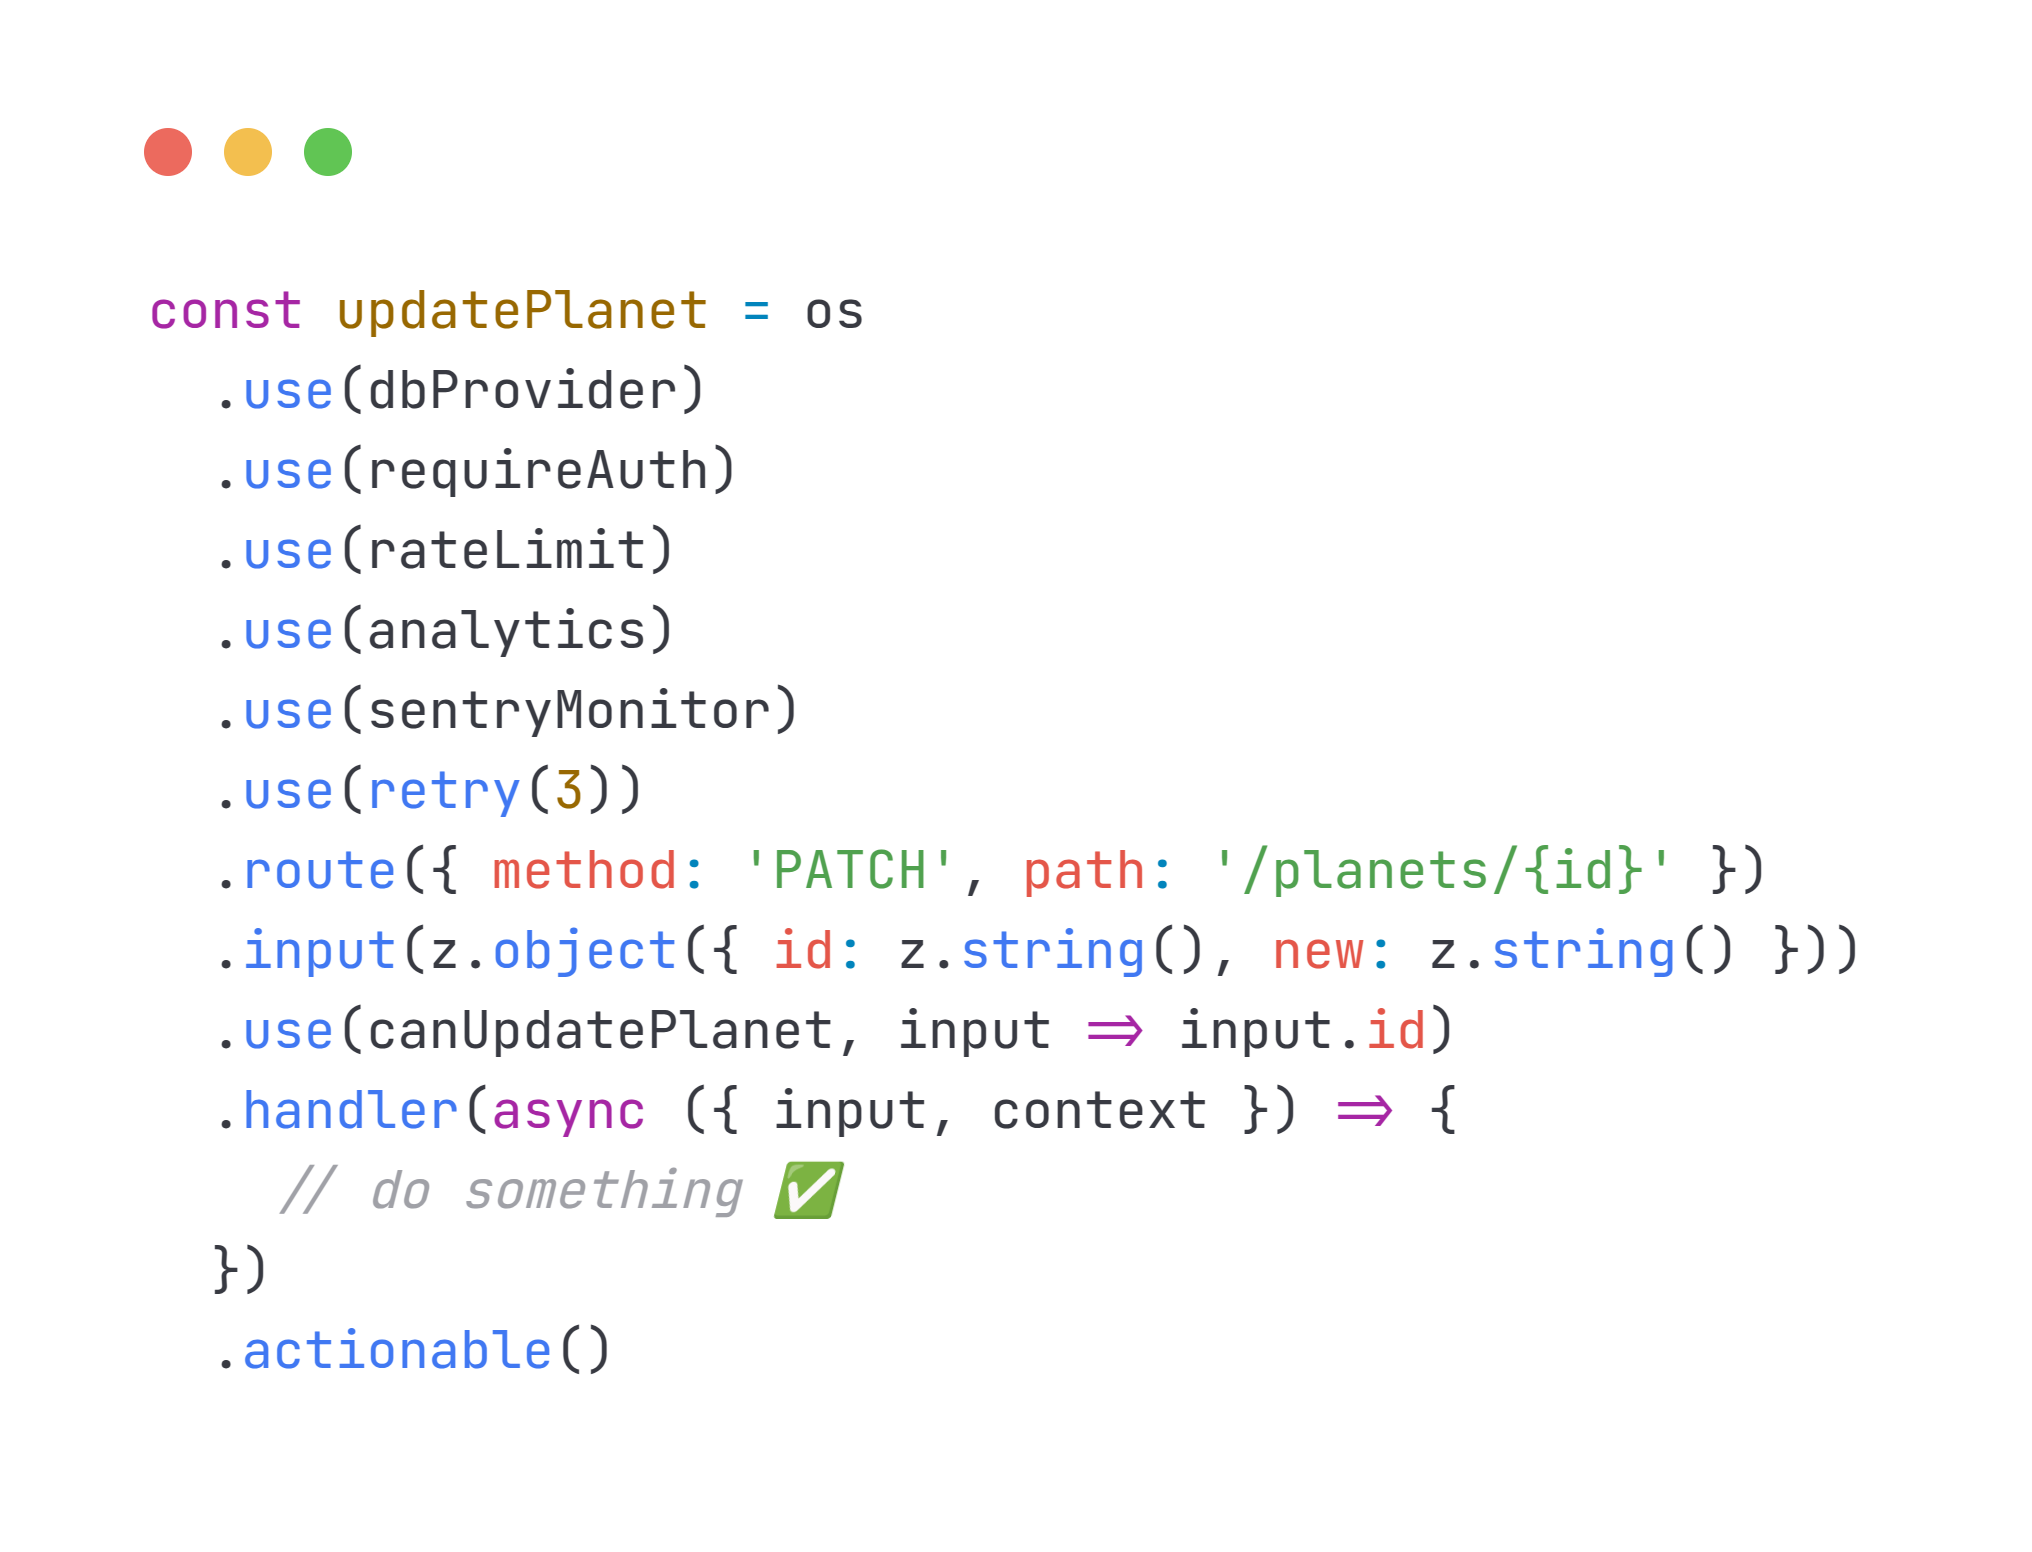 const updatePlanet = os
  .use(dbProvider)
  .use(requireAuth)
  .use(rateLimit)
  .use(analytics)
  .use(sentryMonitor)
  .use(retry(3))
  .route({ method: 'PATCH', path: '/planets/{id}' })
  .input(z.object({ id: z.string(), new: z.string() }))
  .use(canUpdatePlanet, input => input.id)
  .handler(async ({ input, context }) => {
    // do something ✅
  })
  .actionable()